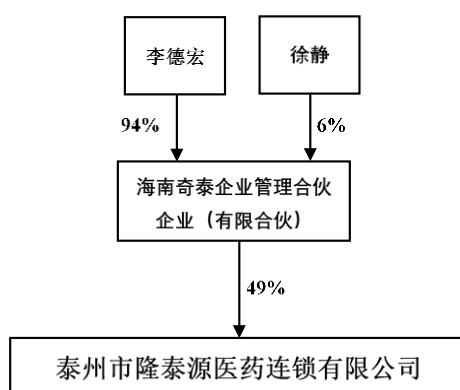 李德宏
徐静
94%
6%
海南奇泰企业管理合伙
企业（有限合伙）
49%
泰州市隆泰源医药连锁有限公司